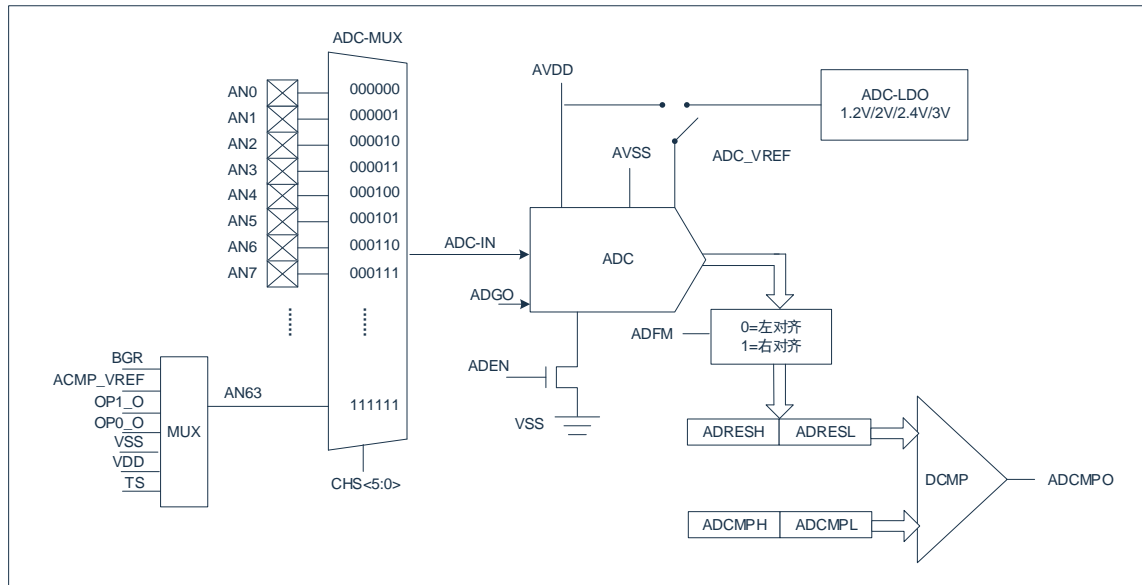 ADC-MUX
AN0
000000
AN1
000001
AN2
000010
AN3
000011
AN4
000100
AN5
000101
AN6
000110
AN7
000111
AVDD
ADC-LDO
1.2V/2V/2.4V/3V
ADC_VREF
AVSS
ADC-IN
ADC
ADGO
ADFM
0=左对齐
1=右对齐
ADEN
VSS
BGR
ACMP_VREF
OP1_O
OP0_O
VSS
VDD
TS
MUX
AN63
111111
CHS<5:0>
ADRESH
ADRESL
DCMP
ADCMPO
ADCMPH
ADCMPL